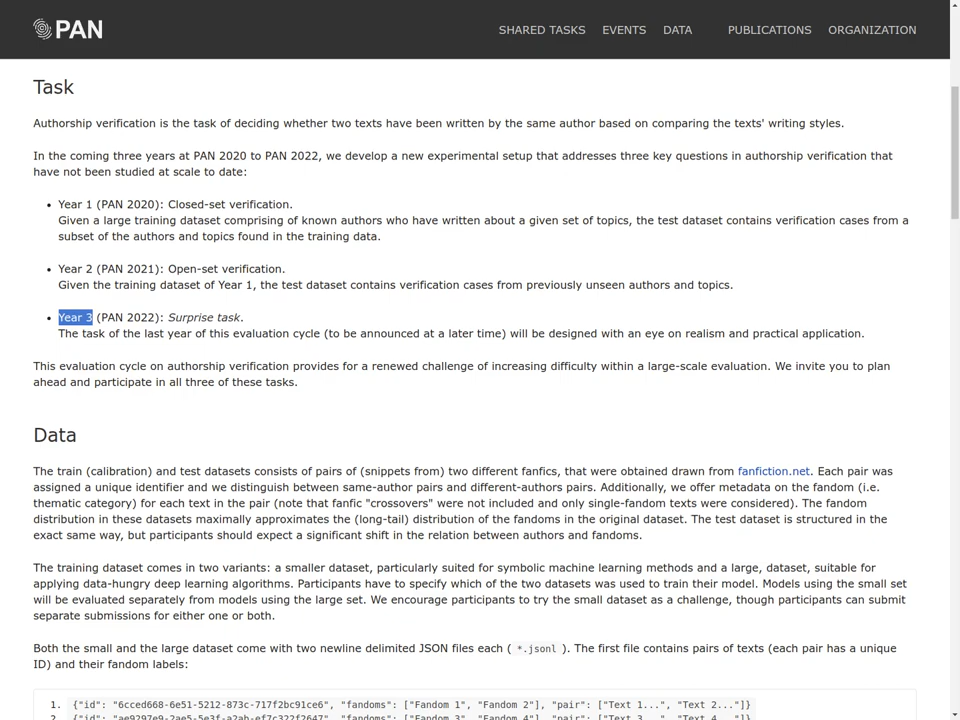 PAN
SHARED TASKS EVENTS DATA PUBLICATIONS ORGANIZATION
Task
Authorship verification is the task of deciding whether two texts have been written by the same author based on comparing the texts' writing styles.
In the coming three years at PAN 2020 to PAN 2022, we develop a new experimental setup that addresses three key questions in authorship verification that
have not been studied at scale to date:
• Year 1 (PAN 2020): Closed-set verification.
Given a large training dataset comprising of known authors who have written about a given set of topics, the test dataset contains verification cases from a
subset of the authors and topics found in the training data.
• Year 2 (PAN 2021): Open-set verification.
Given the training dataset of Year 1, the test dataset contains verification cases from previously unseen authors and topics.
• Year 3 (PAN 2022): Surprise task.
The task of the last year of this evaluation cycle (to be announced at a later time) will be designed with an eye on realism and practical application.
This evaluation cycle on authorship verification provides for a renewed challenge of increasing difficulty within a large-scale evaluation. We invite you to plan
ahead and participate in all three of these tasks.
Data
The train (calibration) and test datasets consists of pairs of (snippets from) two different fanfics, that were obtained drawn from fanfiction.net. Each pair was
assigned a unique identifier and we distinguish between same-author pairs and different-authors pairs. Additionally, we offer metadata on the fandom (i.e.
thematic category) for each text in the pair (note that fanfic "crossovers" were not included and only single-fandom texts were considered). The fandom
distribution in these datasets maximally approximates the (long-tail) distribution of the fandoms in the original dataset. The test dataset is structured in the
exact same way, but participants should expect a significant shift in the relation between authors and fandoms.
The training dataset comes in two variants: a smaller dataset, particularly suited for symbolic machine learning methods and a large, dataset, suitable for
applying data-hungry deep learning algorithms. Participants have to specify which of the two datasets was used to train their model. Models using the small set
will be evaluated separately from models using the large set. We encourage participants to try the small dataset as a challenge, though participants can submit
separate submissions for either one or both.
Both the small and the large dataset come with two newline delimited JSON files each ( *.jsonl ). The first file contains pairs of texts (each pair has a unique
ID) and their fandom labels:
1. {"id": "6cced668-6e51-5212-873c-717f2bc91ce6", "fandoms": ["Fandom 1", "Fandom 2"], "pair": ["Text 1...", "Text 2..."]}
2. {"id": "ae9297e9-2ae5-5e3f-a2ab-ef7c322f2647", "fandoms": ["Fandom 3", "Fandom 4"], "pair": ["Text 3...", "Text 4..."]}